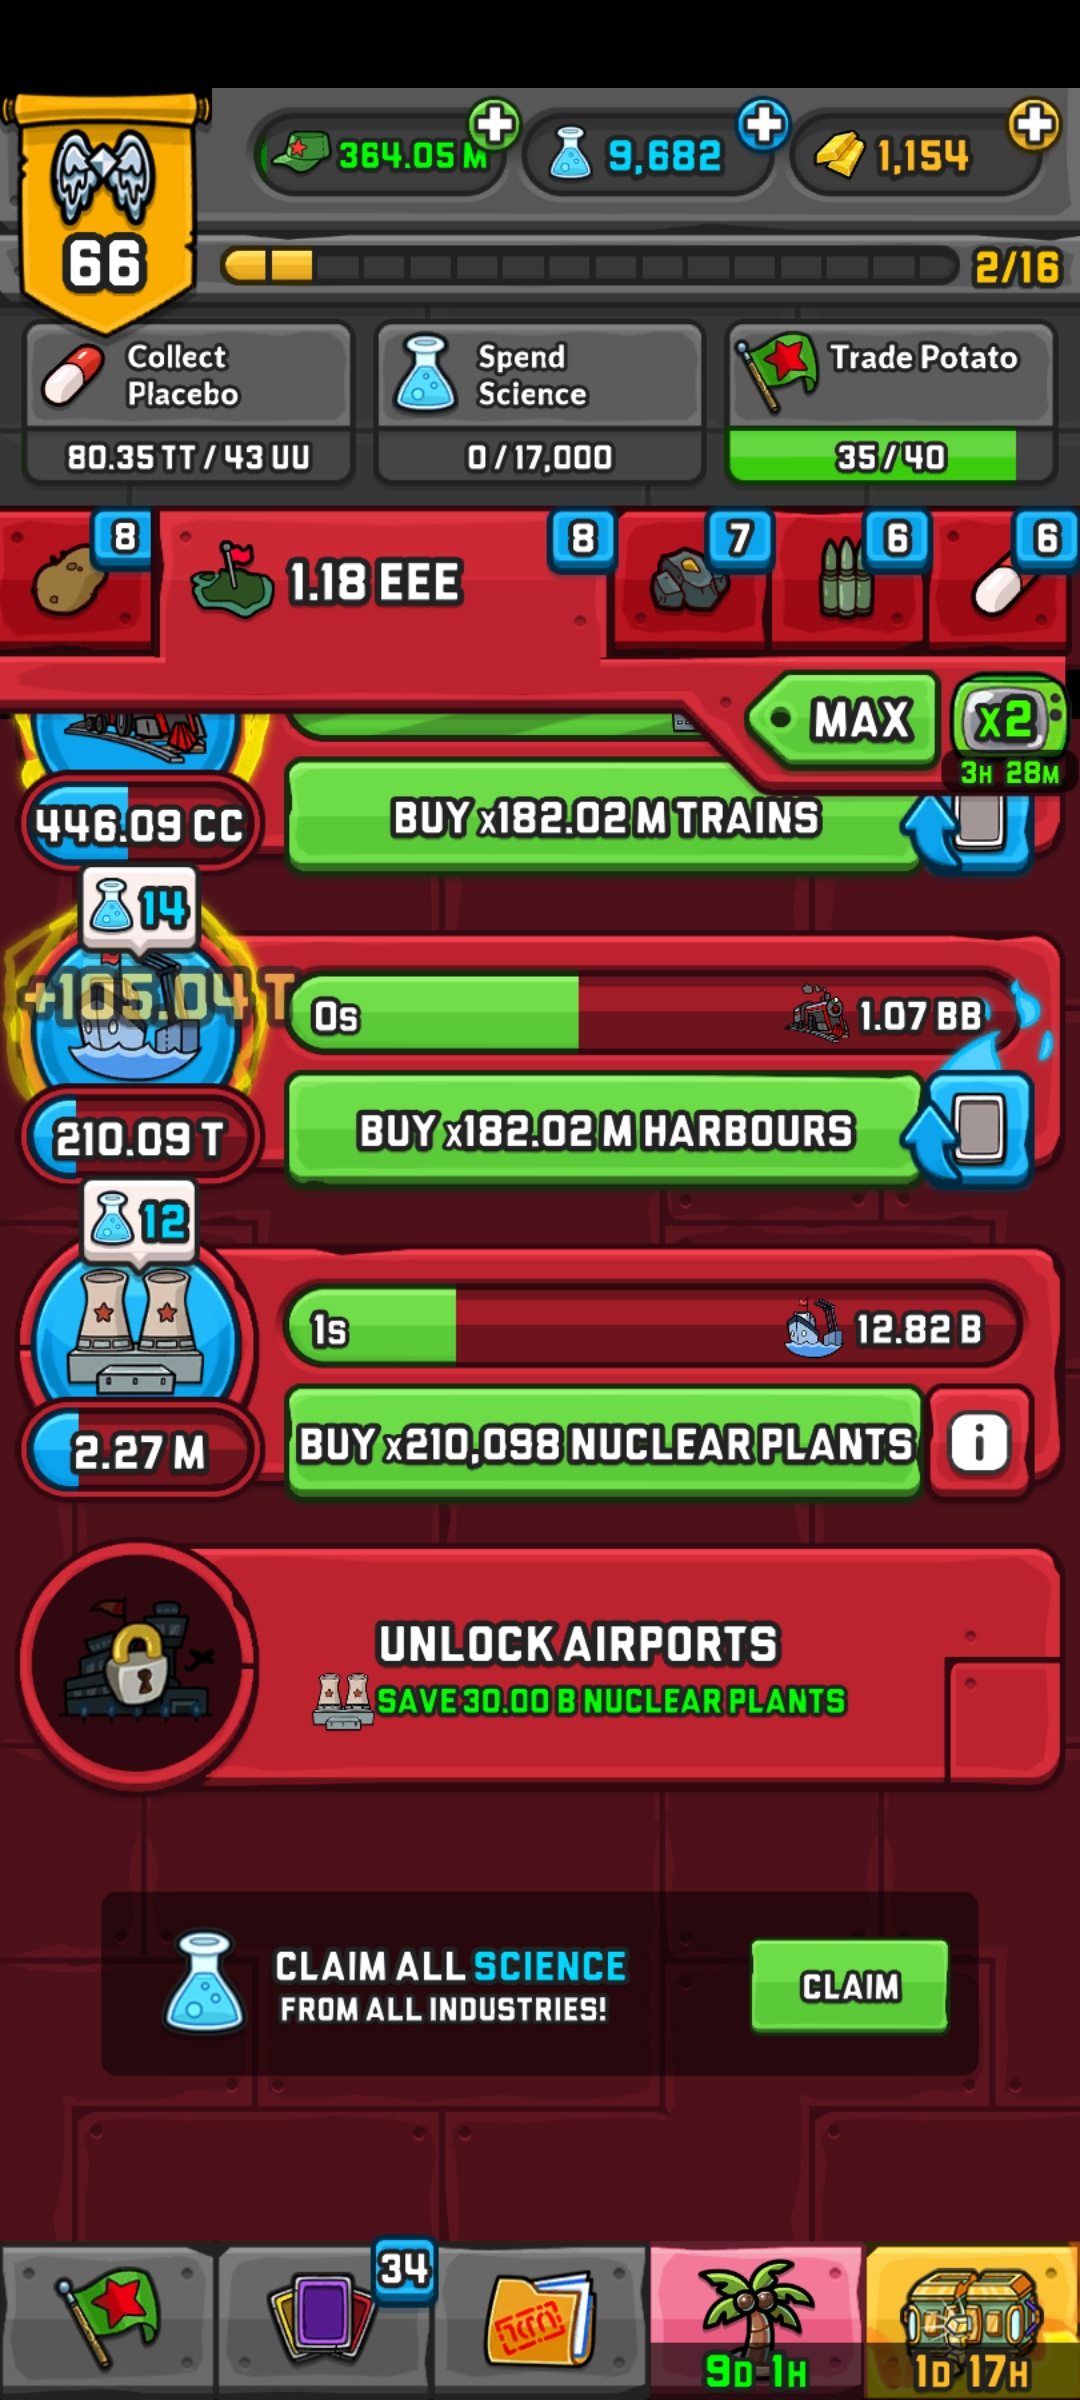 364.05 M
9,682
1,154
66
2/16
Collect
Placebo
80.35 TT / 43 UU
Spend
Science
0 / 17,000
Trade Potato
35 / 40
8
1.18 EEE
8
7
6
6
MAX
x2
3H 28M
446.09 CC
BUY x182.02 M TRAINS
14
+105.04 T
0s
1.07 BB
210.09 T
BUY x182.02 M HARBOURS
12
1s
12.82 B
2.27 M
BUY x210,098 NUCLEAR PLANTS
i
UNLOCK AIRPORTS
SAVE 30.00 B NUCLEAR PLANTS
CLAIM ALL SCIENCE
FROM ALL INDUSTRIES!
CLAIM
34
9D 1H
1D 17H